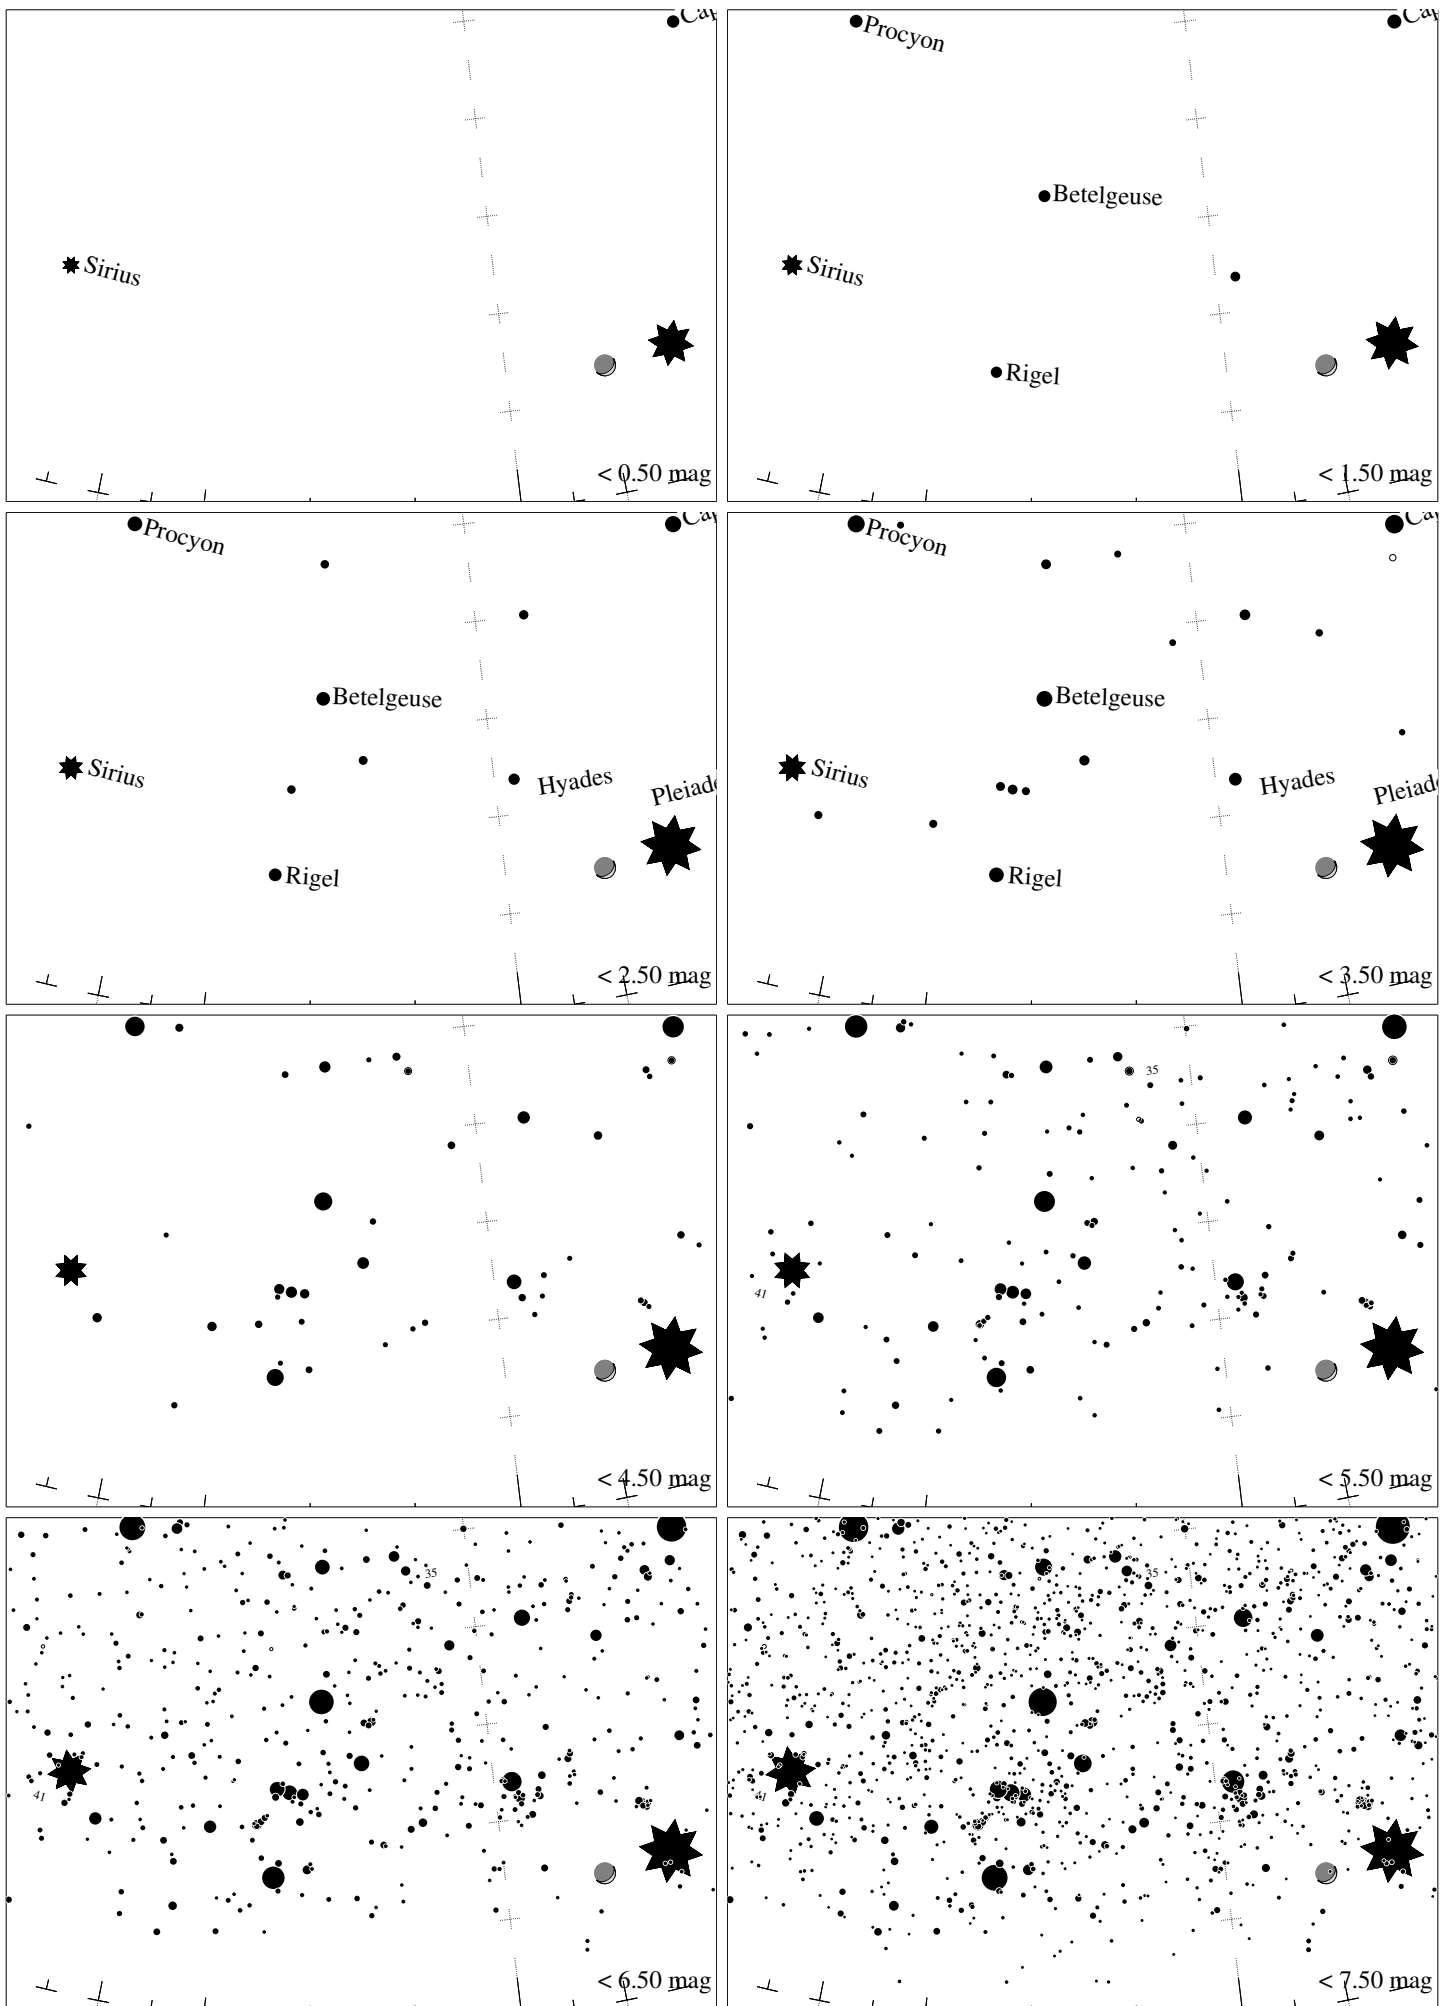 Sirius
< 0.50 mag
Procyon
Betelgeuse
Sirius
Rigel
< 1.50 mag
Procyon
Betelgeuse
Sirius
Hyades
Rigel
< 2.50 mag
Procyon
Betelgeuse
Sirius
Hyades
Rigel
< 3.50 mag
< 4.50 mag
35
41
< 5.50 mag
35
41
< 6.50 mag
35
41
< 7.50 mag